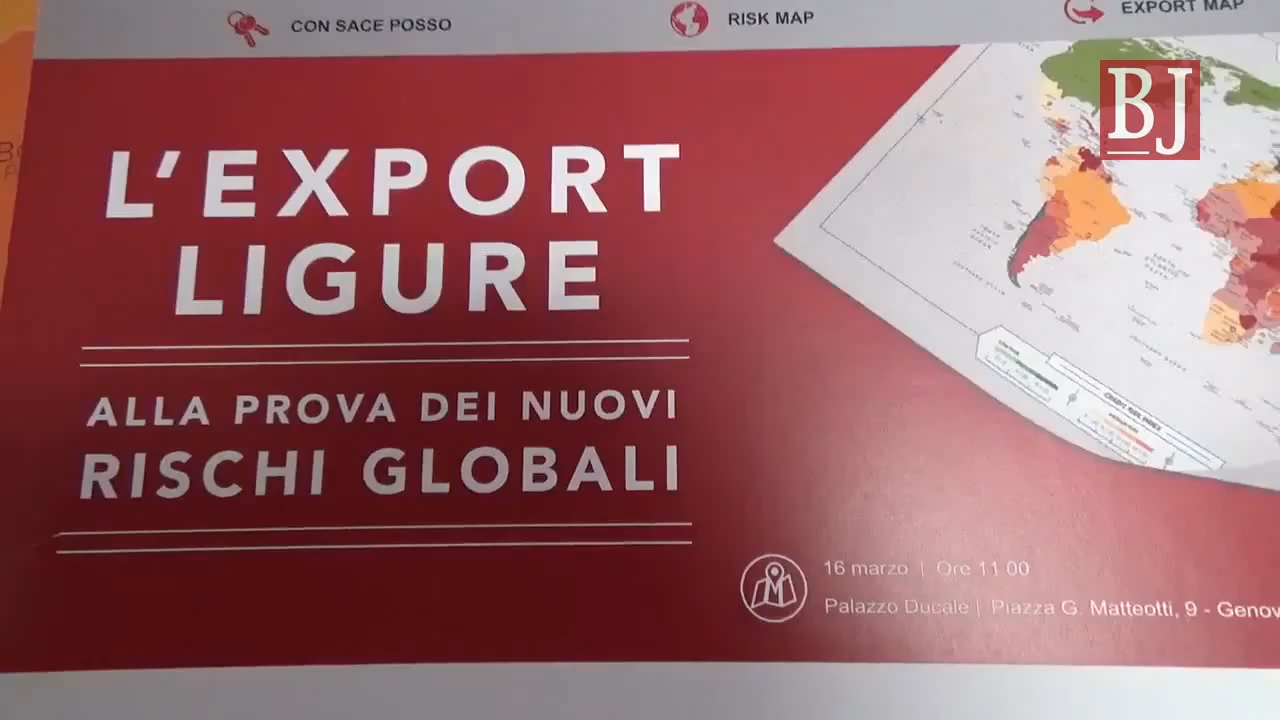 CON SACE POSSO
RISK MAP
EXPORT MAP
BJ
L'EXPORT
LIGURE
ALLA PROVA DEI NUOVI
RISCHI GLOBALI
16 marzo | Ore 11 00
Palazzo Ducale | Piazza G. Matteotti, 9 - Genov